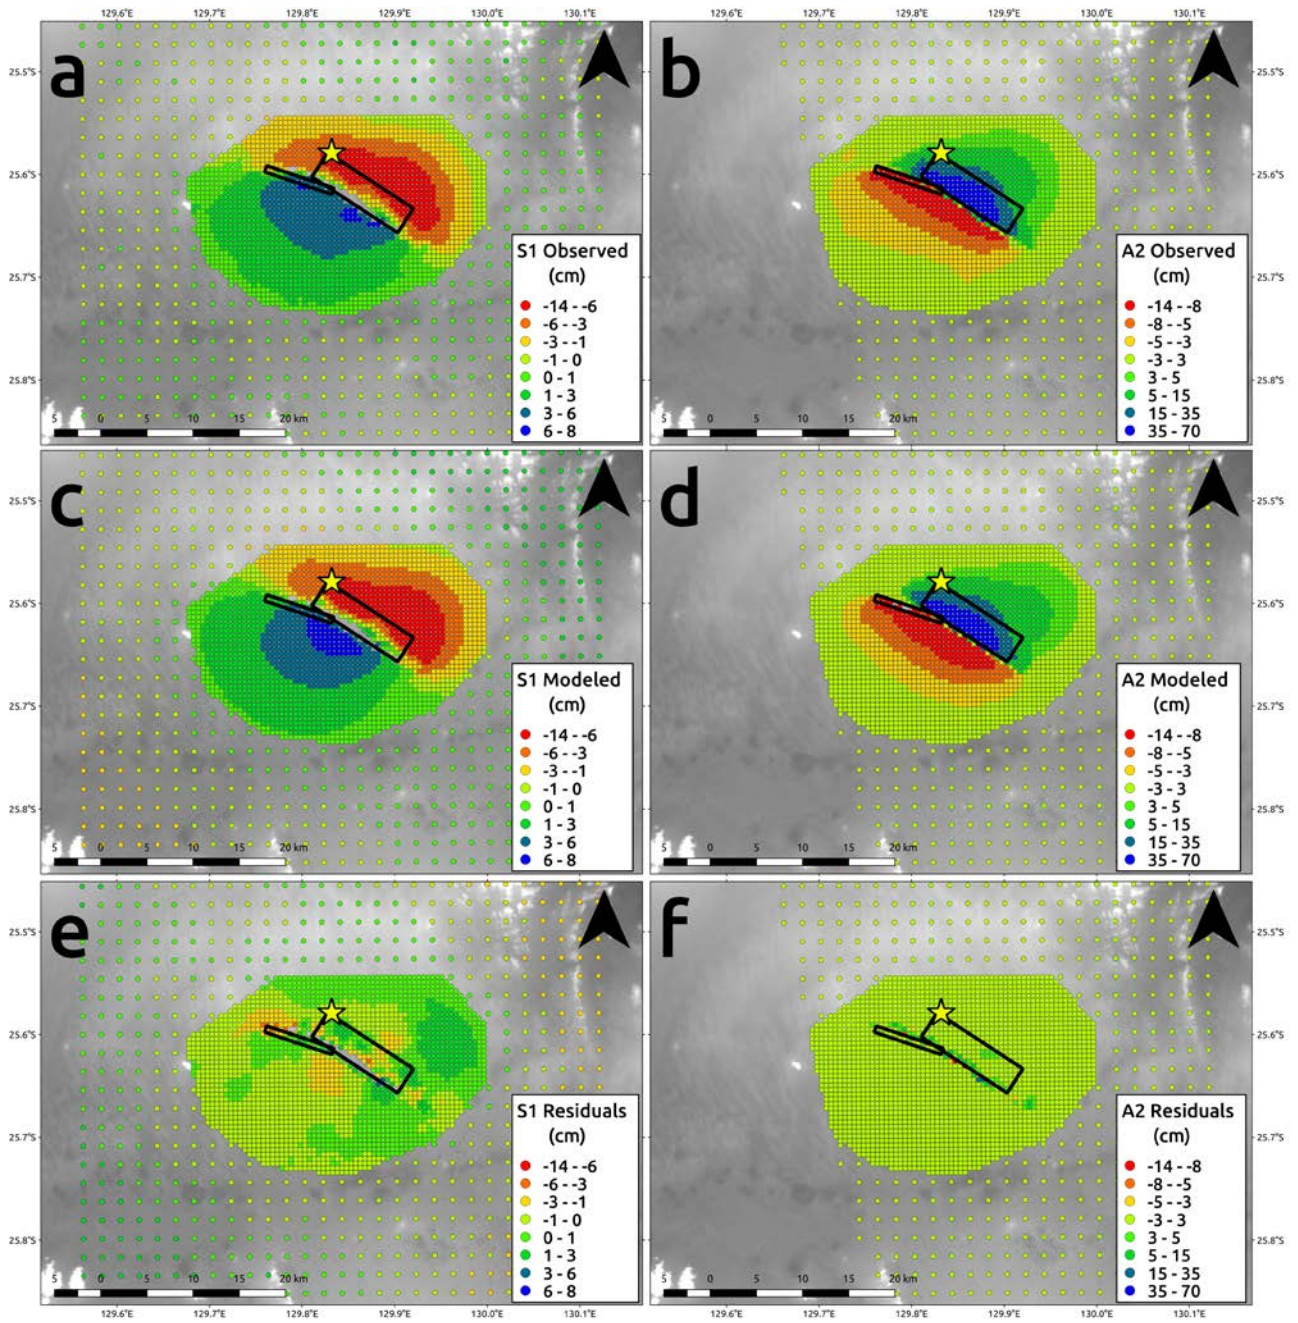 129.6°E 129.7°E 129.8°E 129.9°E 130.0°E 130.1°E 129.6°E 129.7°E 129.8°E 129.9°E 130.0°E 130.1°E
a
25.5°S
25.6°S
25.7°S
25.8°S
S1 Observed
(cm)
-14 - -6
-6 - -3
-3 - -1
-1 - 0
0 - 1
1 - 3
3 - 6
6 - 8
5 0 5 10 15 20 km
b
25.5°S
25.6°S
25.7°S
25.8°S
A2 Observed
(cm)
-14 - -8
-8 - -5
-5 - -3
-3 - 3
3 - 5
5 - 15
15 - 35
35 - 70
5 0 5 10 15 20 km
c
25.5°S
25.6°S
25.7°S
25.8°S
S1 Modeled
(cm)
-14 - -6
-6 - -3
-3 - -1
-1 - 0
0 - 1
1 - 3
3 - 6
6 - 8
5 0 5 10 15 20 km
d
25.5°S
25.6°S
25.7°S
25.8°S
A2 Modeled
(cm)
-14 - -8
-8 - -5
-5 - -3
-3 - 3
3 - 5
5 - 15
15 - 35
35 - 70
5 0 5 10 15 20 km
e
25.5°S
25.6°S
25.7°S
25.8°S
S1 Residuals
(cm)
-14 - -6
-6 - -3
-3 - -1
-1 - 0
0 - 1
1 - 3
3 - 6
6 - 8
5 0 5 10 15 20 km
f
25.5°S
25.6°S
25.7°S
25.8°S
A2 Residuals
(cm)
-14 - -8
-8 - -5
-5 - -3
-3 - 3
3 - 5
5 - 15
15 - 35
35 - 70
5 0 5 10 15 20 km
129.6°E 129.7°E 129.8°E 129.9°E 130.0°E 130.1°E 129.6°E 129.7°E 129.8°E 129.9°E 130.0°E 130.1°E